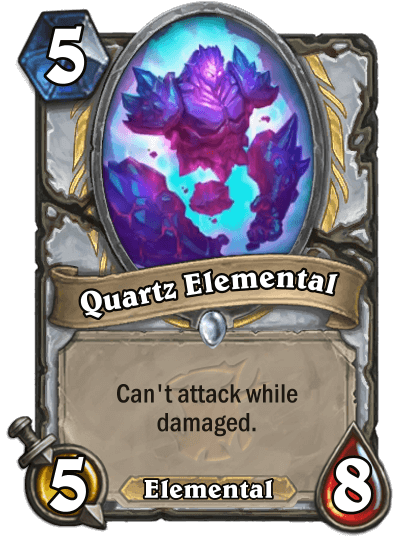 5
Quartz Elemental
Can't attack while
damaged.
5
Elemental
8